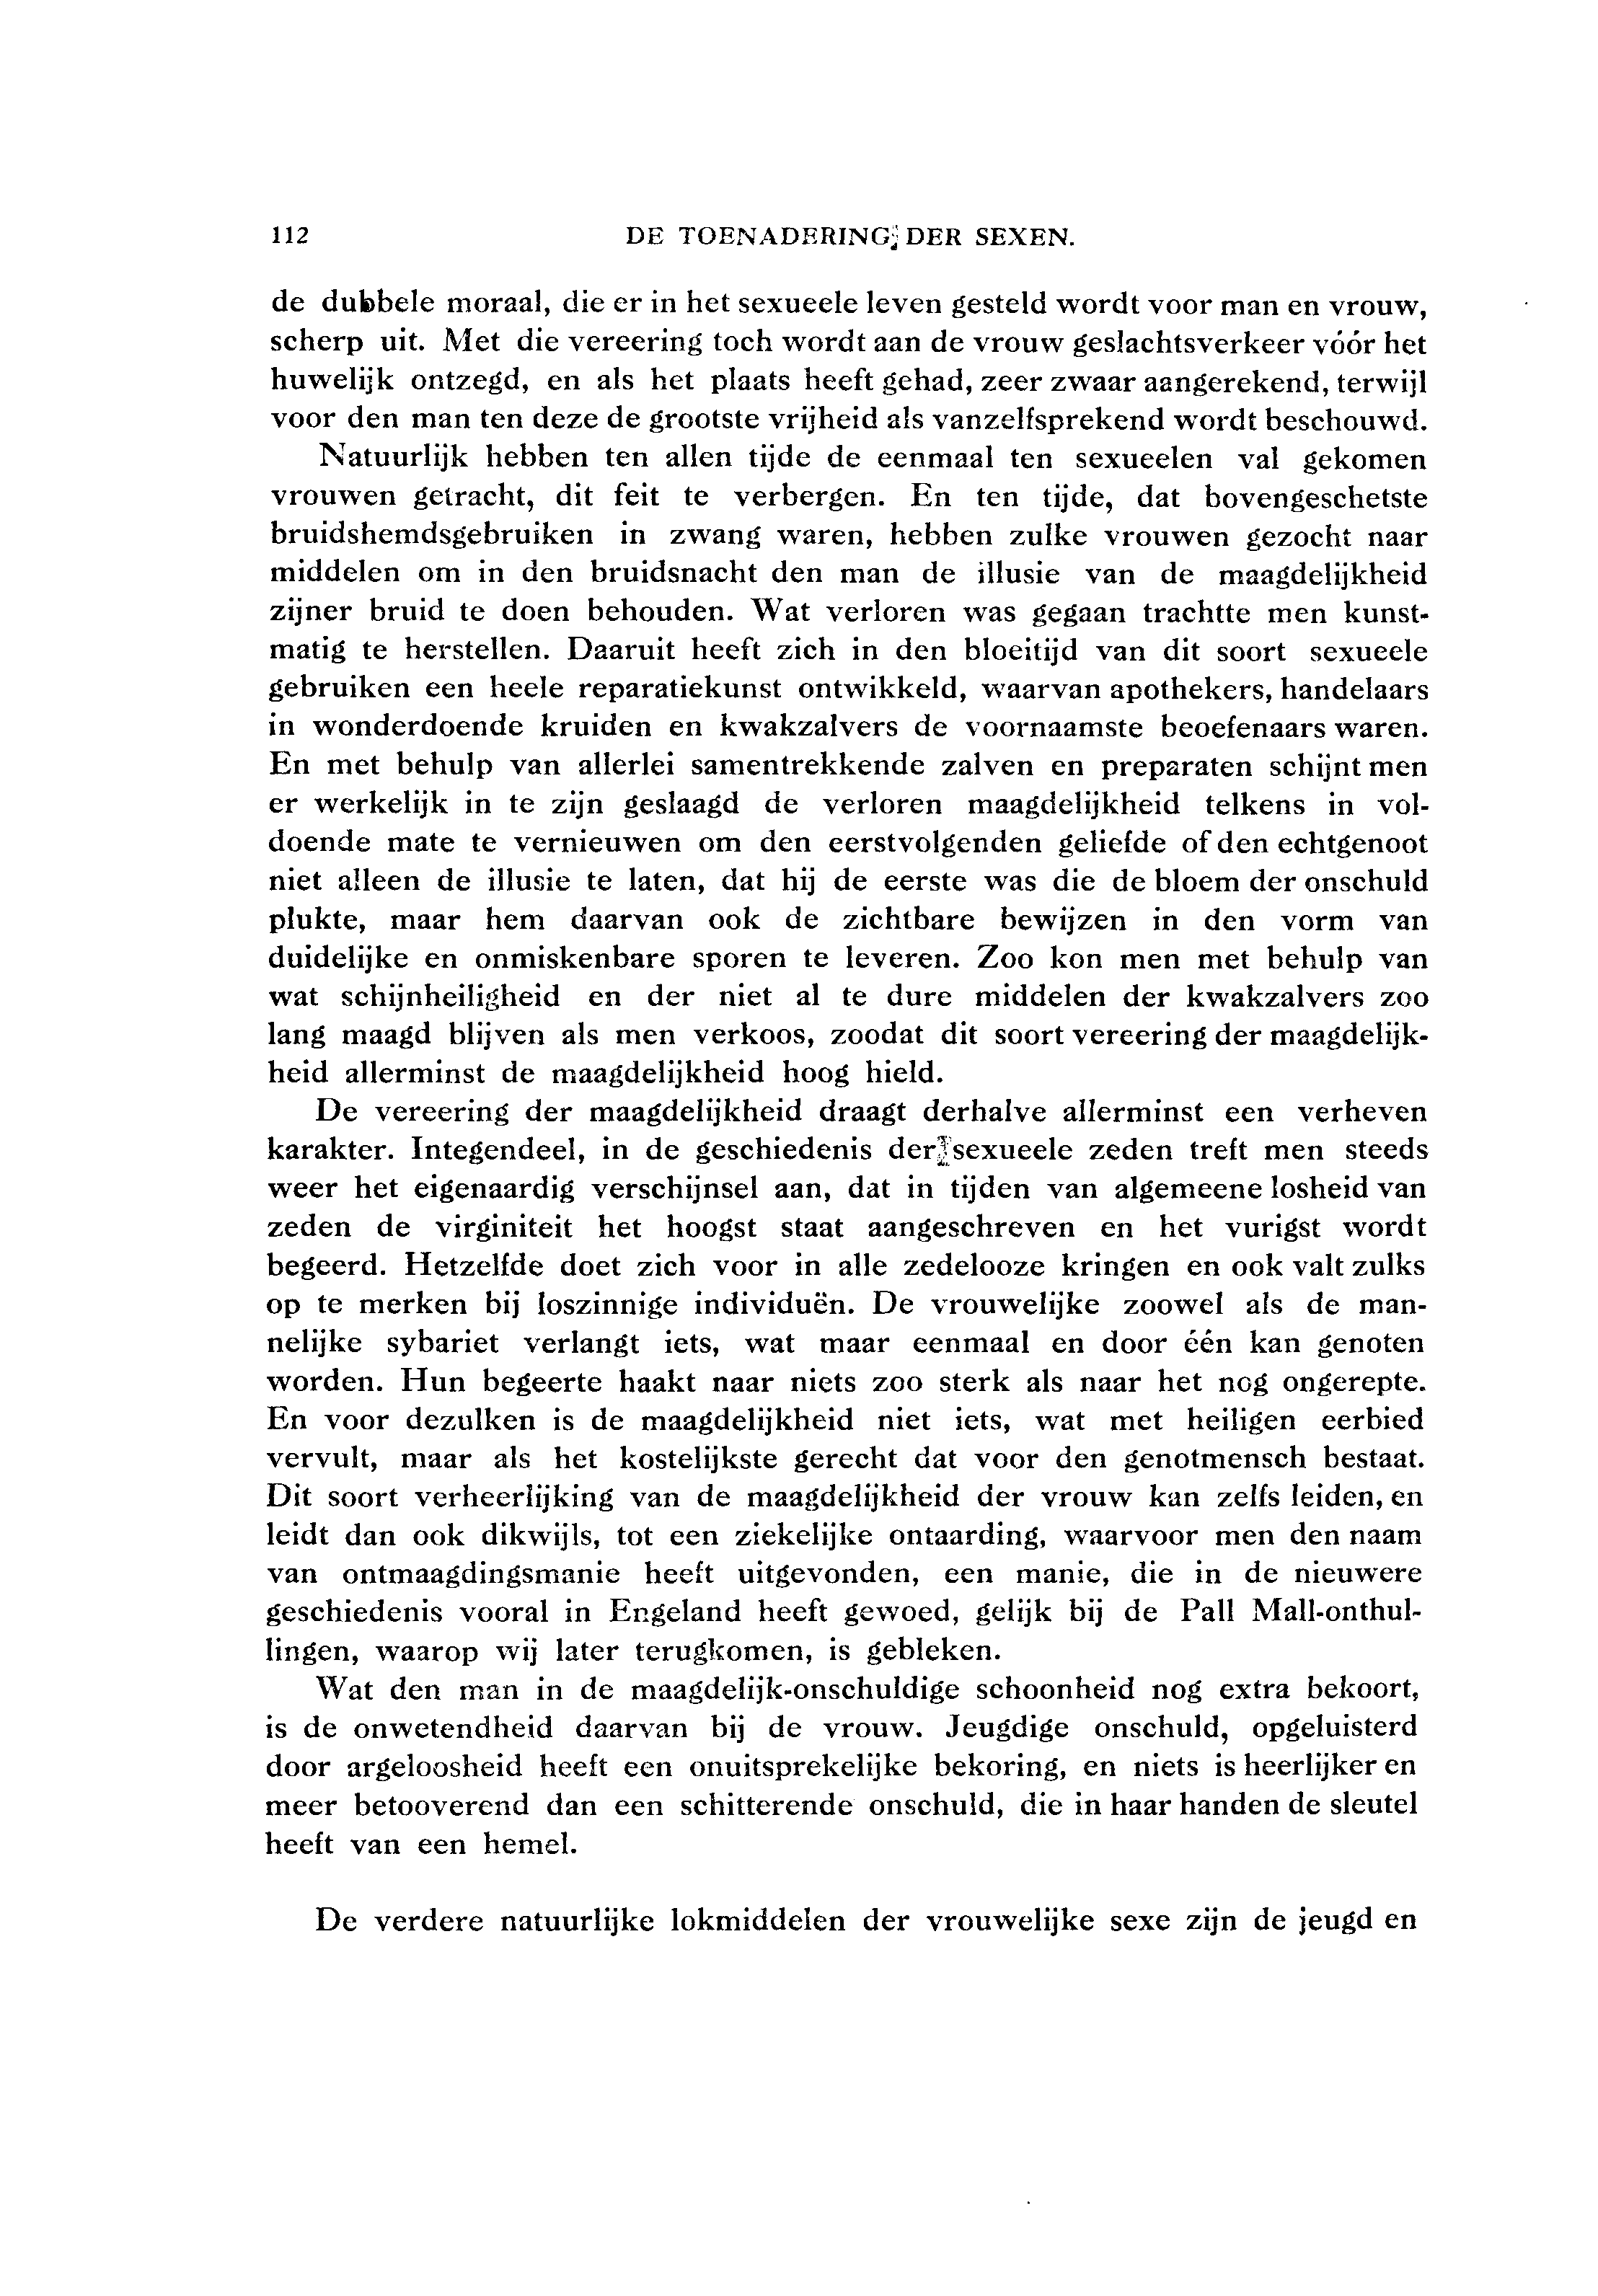 112 DE TOENADERING DER SEXEN.
de dubbele moraal, die er in het sexueele leven gesteld wordt voor man en vrouw,
scherp uit. Met die vereering toch wordt aan de vrouw geslachtsverkeer vóór het
huwelijk ontzegd, en als het plaats heeft gehad, zeer zwaar aangerekend, terwijl
voor den man ten deze de grootste vrijheid als vanzelfsprekend wordt beschouwd.
Natuurlijk hebben ten allen tijde de eenmaal ten sexueelen val gekomen
vrouwen getracht, dit feit te verbergen. En ten tijde, dat bovengeschetste
bruidshemdsgebruiken in zwang waren, hebben zulke vrouwen gezocht naar
middelen om in den bruidsnacht den man de illusie van de maagdelijkheid
zijner bruid te doen behouden. Wat verloren was gegaan trachtte men kunst-
matig te herstellen. Daaruit heeft zich in den bloeitijd van dit soort sexueele
gebruiken een heele reparatiekunst ontwikkeld, waarvan apothekers, handelaars
in wonderdoende kruiden en kwakzalvers de voornaamste beoefenaars waren.
En met behulp van allerlei samentrekkende zalven en preparaten schijnt men
er werkelijk in te zijn geslaagd de verloren maagdelijkheid telkens in vol-
doende mate te vernieuwen om den eerstvolgenden geliefde of den echtgenoot
niet alleen de illusie te laten, dat hij de eerste was die de bloem der onschuld
plukte, maar hem daarvan ook de zichtbare bewijzen in den vorm van
duidelijke en onmiskenbare sporen te leveren. Zoo kon men met behulp van
wat schijnheiligheid en der niet al te dure middelen der kwakzalvers zoo
lang maagd blijven als men verkoos, zoodat dit soort vereering der maagdelijk-
heid allerminst de maagdelijkheid hoog hield.
De vereering der maagdelijkheid draagt derhalve allerminst een verheven
karakter. Integendeel, in de geschiedenis der sexueele zeden treft men steeds
weer het eigenaardig verschijnsel aan, dat in tijden van algemeene losheid van
zeden de virginiteit het hoogst staat aangeschreven en het vurigst wordt
begeerd. Hetzelfde doet zich voor in alle zedelooze kringen en ook valt zulks
op te merken bij loszinnige individuën. De vrouwelijke zoowel als de man-
nelijke sybariet verlangt iets, wat maar eenmaal en door één kan genoten
worden. Hun begeerte haakt naar niets zoo sterk als naar het nog ongerepte.
En voor dezulken is de maagdelijkheid niet iets, wat met heiligen eerbied
vervult, maar als het kostelijkste gerecht dat voor den genotmensch bestaat.
Dit soort verheerlijking van de maagdelijkheid der vrouw kan zelfs leiden, en
leidt dan ook dikwijls, tot een ziekelijke ontaarding, waarvoor men den naam
van ontmaagdingsmanie heeft uitgevonden, een manie, die in de nieuwere
geschiedenis vooral in Engeland heeft gewoed, gelijk bij de Pall Mall-onthul-
lingen, waarop wij later terugkomen, is gebleken.
Wat den man in de maagdelijk-onschuldige schoonheid nog extra bekoort,
is de onwetendheid daarvan bij de vrouw. Jeugdige onschuld, opgeluisterd
door argeloosheid heeft een onuitsprekelijke bekoring, en niets is heerlijker en
meer betooverend dan een schitterende onschuld, die in haar handen de sleutel
heeft van een hemel.
De verdere natuurlijke lokmiddelen der vrouwelijke sexe zijn de jeugd en